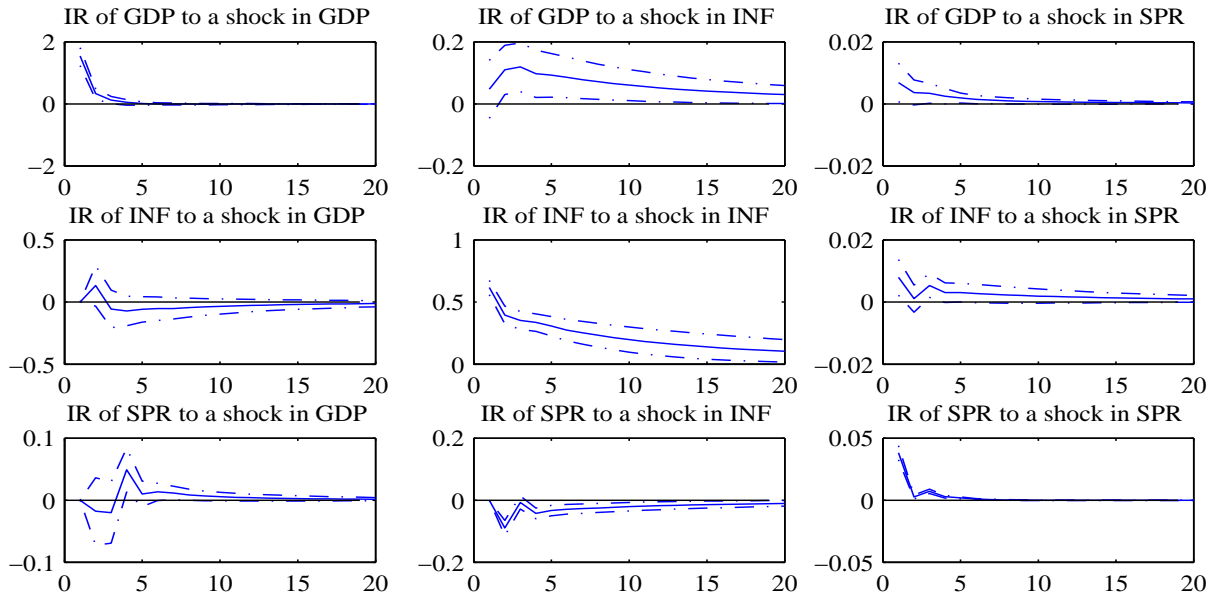 IR of GDP to a shock in GDP
IR of GDP to a shock in INF
IR of GDP to a shock in SPR
2
0
−2
0 5 10 15 20
0.2
0
−0.2
0 5 10 15 20
0.02
0
−0.02
0 5 10 15 20
IR of INF to a shock in GDP
IR of INF to a shock in INF
IR of INF to a shock in SPR
0.5
0
−0.5
0 5 10 15 20
1
0.5
0
0 5 10 15 20
0.02
0
−0.02
0 5 10 15 20
IR of SPR to a shock in GDP
IR of SPR to a shock in INF
IR of SPR to a shock in SPR
0.1
0
−0.1
0 5 10 15 20
0.2
0
−0.2
0 5 10 15 20
0.05
0
−0.05
0 5 10 15 20